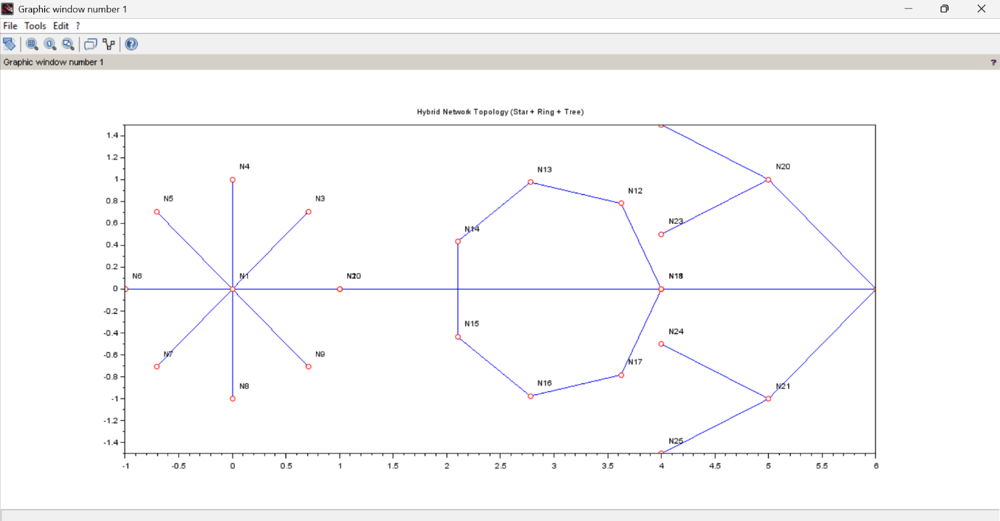 Graphic window number 1
File Tools Edit ?
Graphic window number 1 ?
Hybrid Network Topology (Star + Ring + Tree)
1.4
1.2
1
0.8
0.6
0.4
0.2
0
-0.2
-0.4
-0.6
-0.8
-1
-1.2
-1.4
N4
N5
N3
N6
N1
N7
N9
N8
N13
N12
N14
N18
N15
N17
N16
N20
N23
N24
N21
N25
-1 -0.5 0 0.5 1 1.5 2 2.5 3 3.5 4 4.5 5 5.5 6